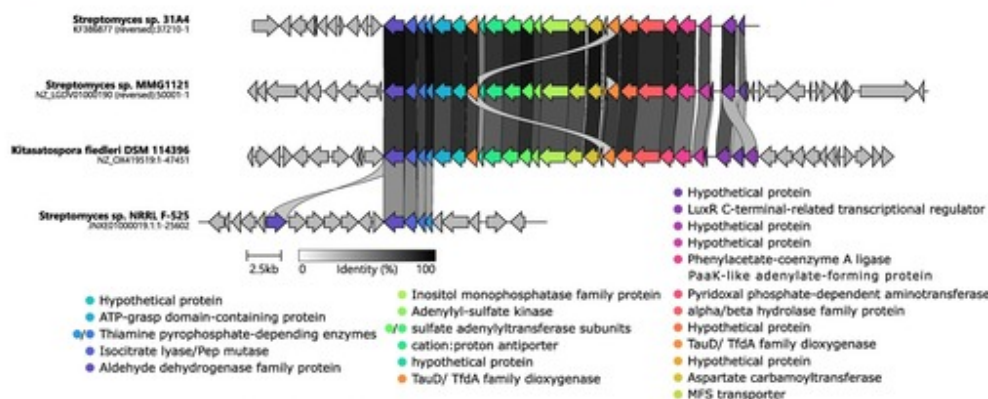 Streptomyces sp. 31A4
KF386877 (reversed):37210-1
Streptomyces sp. MMG1121
NZ_LGDV01000190 (reversed):50001-1
Kitasatospora fiedleri DSM 114396
NZ_OX419519:1-47451
Streptomyces sp. NRRL F-525
JNXE01000019.1:1-25602
2.5kb
0 Identity (%) 100
Hypothetical protein
ATP-grasp domain-containing protein
Thiamine pyrophosphate-depending enzymes
Isocitrate lyase/Pep mutase
Aldehyde dehydrogenase family protein
Inositol monophosphatase family protein
Adenylyl-sulfate kinase
sulfate adenylyltransferase subunits
cation:proton antiporter
hypothetical protein
TauD/ TfdA family dioxygenase
Hypothetical protein
LuxR C-terminal-related transcriptional regulator
Hypothetical protein
Hypothetical protein
Phenylacetate-coenzyme A ligase
PaaK-like adenylate-forming protein
Pyridoxal phosphate-dependent aminotransferase
alpha/beta hydrolase family protein
Hypothetical protein
TauD/ TfdA family dioxygenase
Hypothetical protein
Aspartate carbamoyltransferase
MFS transporter